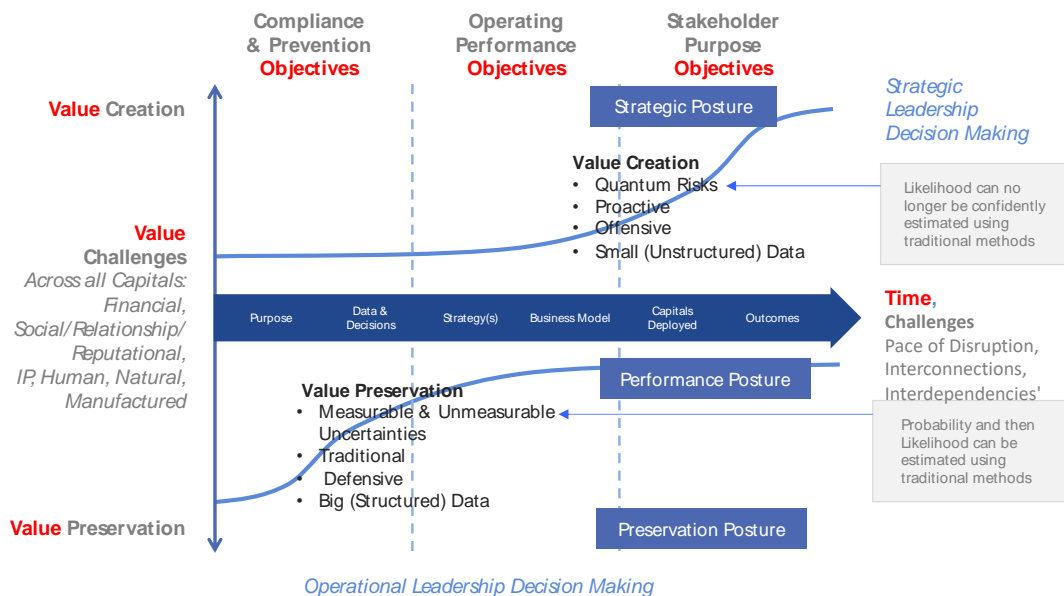 Compliance
& Prevention
Objectives
Operating
Performance
Objectives
Stakeholder
Purpose
Objectives
Value Creation
Strategic Posture
Strategic
Leadership
Decision Making
Value Creation
• Quantum Risks
• Proactive
• Offensive
• Small (Unstructured) Data
Likelihood can no
longer be confidently
estimated using
traditional methods
Value
Challenges
Across all Capitals:
Financial,
Social/Relationship/
Reputational,
IP, Human, Natural,
Manufactured
Purpose
Data &
Decisions
Strategy(s)
Business Model
Capitals
Deployed
Outcomes
Time,
Challenges
Pace of Disruption,
Interconnections,
Interdependencies'
Value Preservation
• Measurable & Unmeasurable
Uncertainties
• Traditional
• Defensive
• Big (Structured) Data
Performance Posture
Probability and then
Likelihood can be
estimated using
traditional methods
Value Preservation
Preservation Posture
Operational Leadership Decision Making